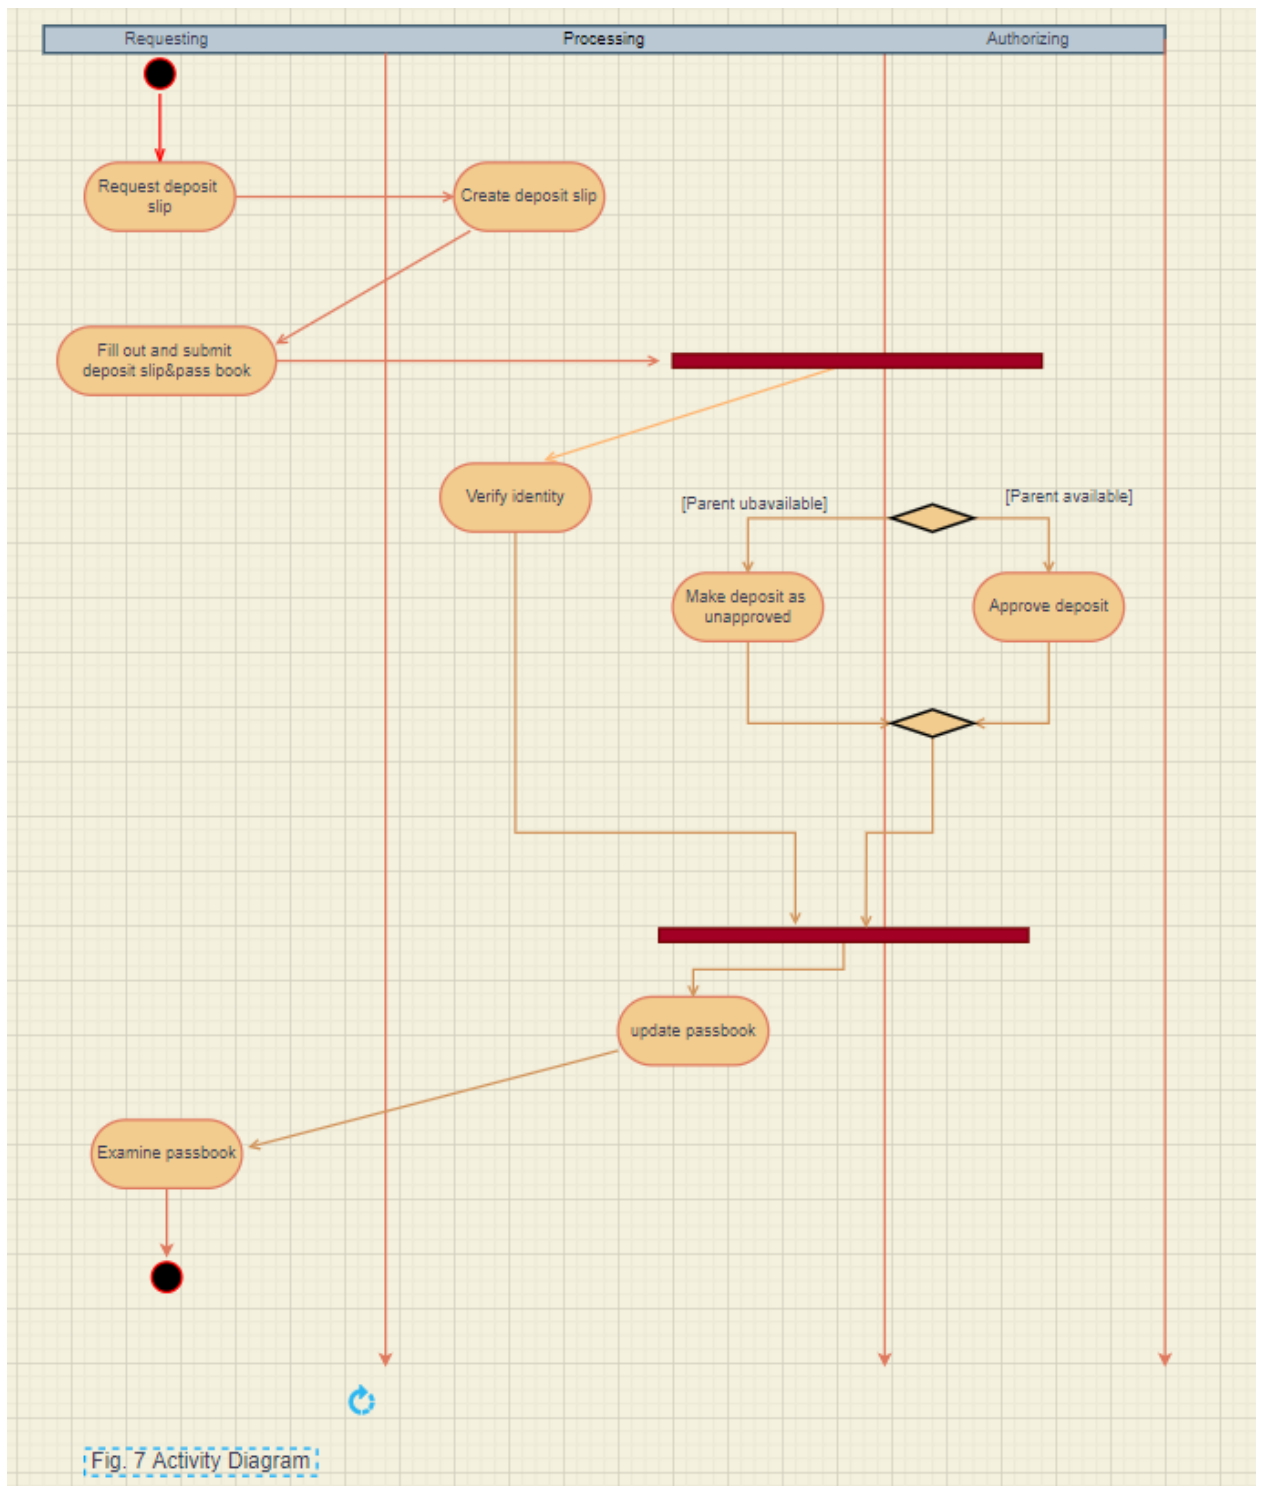 Requesting
Processing
Authorizing
Request deposit
slip
Create deposit slip
Fill out and submit
deposit slip&pass book
Verify identity
[Parent ubavailable]
[Parent available]
Make deposit as
unapproved
Approve deposit
update passbook
Examine passbook
Fig. 7 Activity Diagram